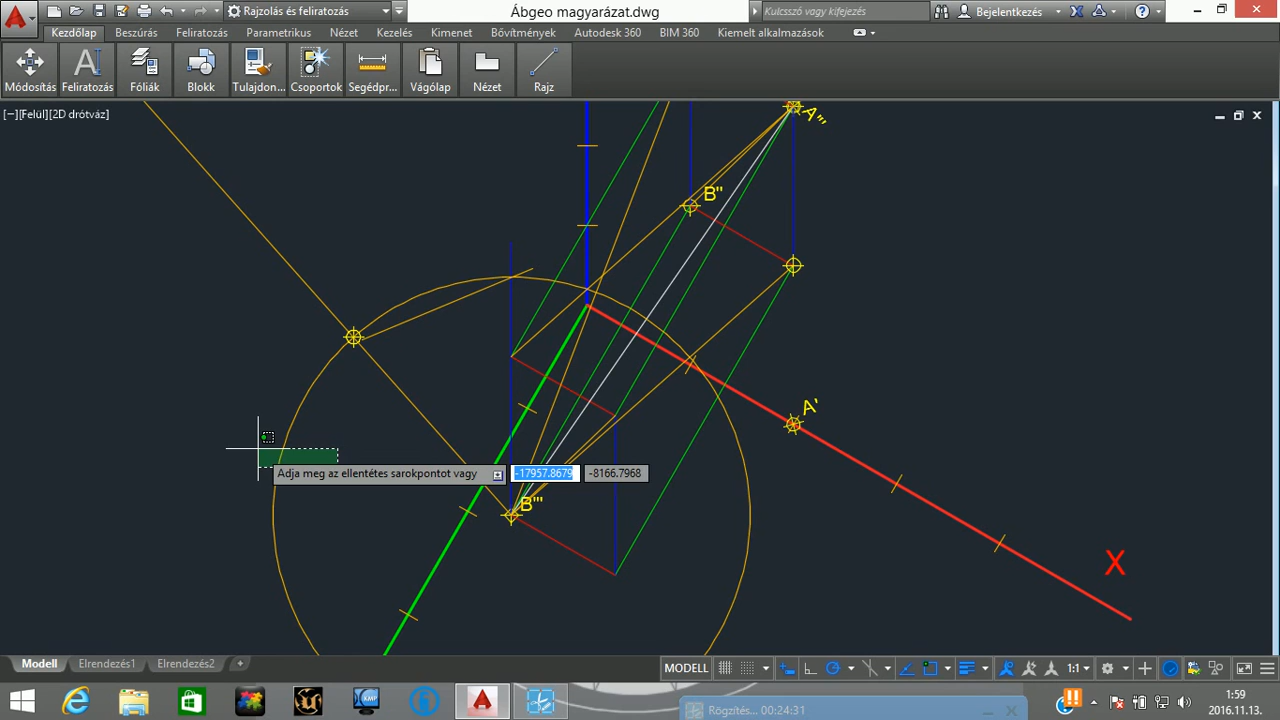 Rajzolás és feliratozás
Ábgeo magyarázat.dwg
Kulcsszó vagy kifejezés
Bejelentkezés
Kezdőlap
Beszúrás
Feliratozás
Parametrikus
Nézet
Kezelés
Kimenet
Bővítmények
Autodesk 360
BIM 360
Kiemelt alkalmazások
Módosítás
Feliratozás
Fóliák
Blokk
Tulajdon...
Csoportok
Segédpr...
Vágólap
Nézet
Rajz
[−][Felül][2D drótváz]
A'''
B''
A'
Adja meg az ellentétes sarokpontot vagy
-17957.8679
-8166.7968
B'''
X
Modell
Elrendezés1
Elrendezés2
+
MODELL
1:1
Rögzítés... 00:24:31
1:59
2016.11.13.